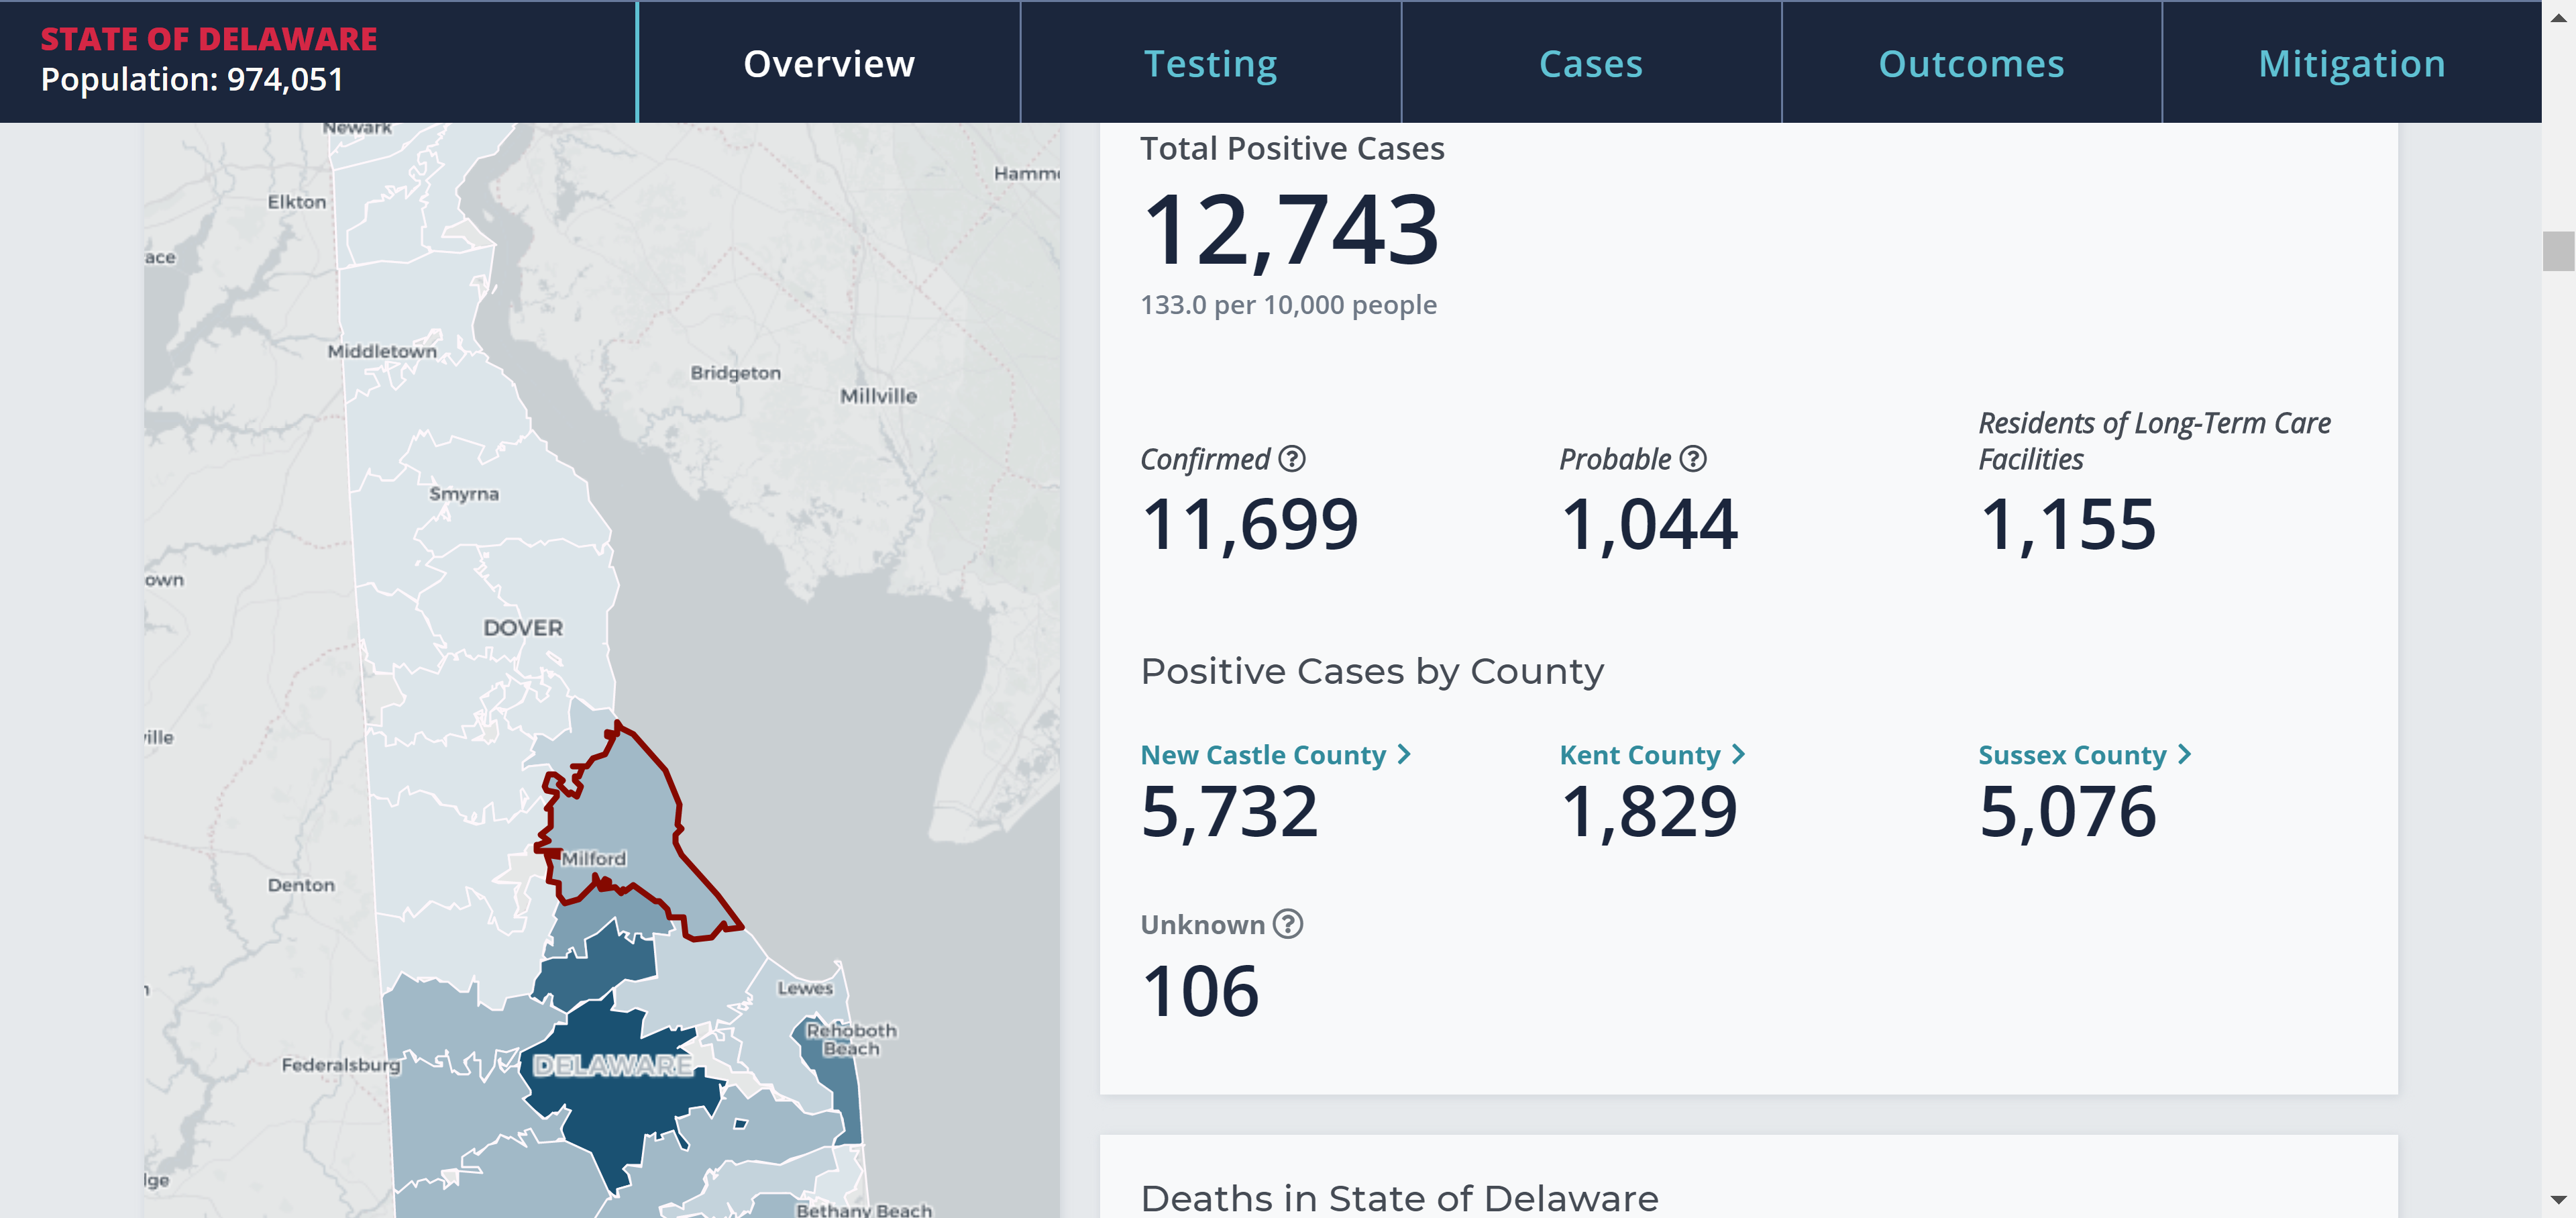 STATE OF DELAWARE
Population: 974,051
Overview
Testing
Cases
Outcomes
Mitigation
Newark
Elkton
Hamm
ace
Middletown
Bridgeton
Millville
Smyrna
own
DOVER
ville
Milford
Denton
Lewes
Rehoboth
Beach
Federalsburg
DELAWARE
lge
Bethany Beach
Total Positive Cases
12,743
133.0 per 10,000 people
Confirmed ?
11,699
Probable ?
1,044
Residents of Long-Term Care
Facilities
1,155
Positive Cases by County
New Castle County >
5,732
Kent County >
1,829
Sussex County >
5,076
Unknown ?
106
Deaths in State of Delaware